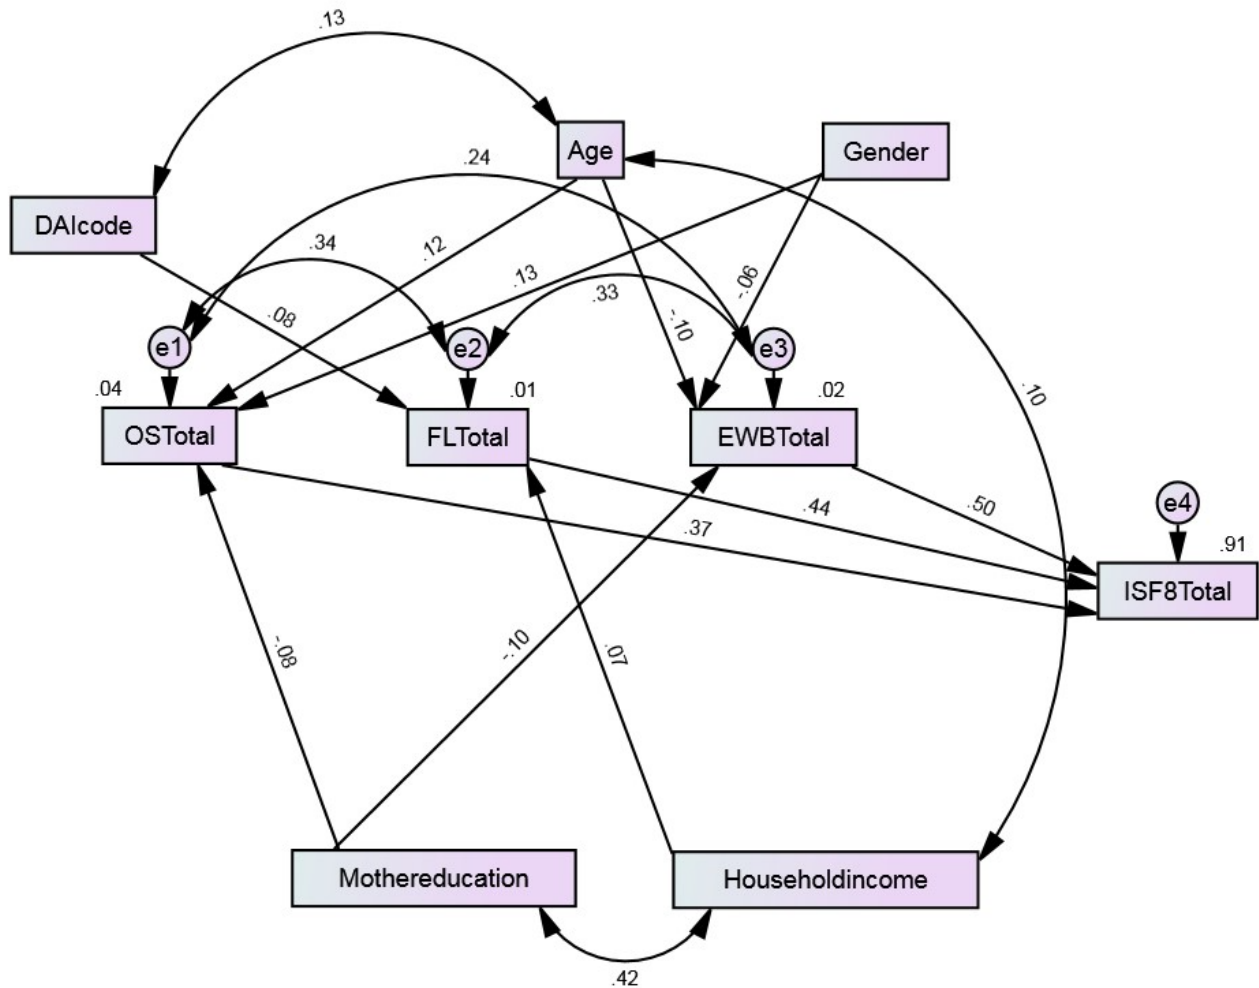 .13
Age
Gender
.24
DAIcode
.34
.12
.13
-.06
.33
.08
-.10
e1
e2
e3
.04
.01
.02
.10
OSTotal
FLTotal
EWBTotal
e4
.44
.50
.37
.91
ISF8Total
-.08
-.10
.07
Mothereducation
Householdincome
.42